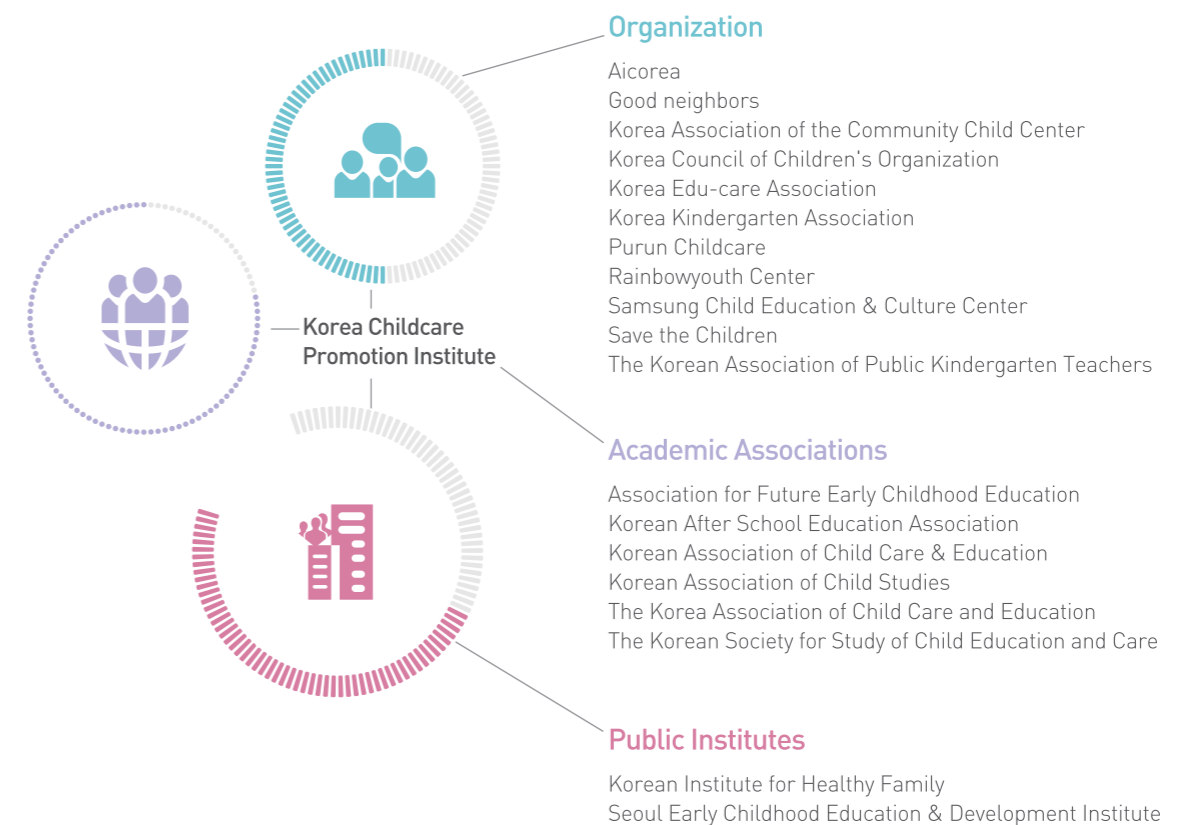 Organization
Aicorea
Good neighbors
Korea Association of the Community Child Center
Korea Council of Children's Organization
Korea Edu-care Association
Korea Kindergarten Association
Purun Childcare
Rainbowyouth Center
Samsung Child Education & Culture Center
Save the Children
The Korean Association of Public Kindergarten Teachers
Korea Childcare
Promotion Institute
Academic Associations
Association for Future Early Childhood Education
Korean After School Education Association
Korean Association of Child Care & Education
Korean Association of Child Studies
The Korea Association of Child Care and Education
The Korean Society for Study of Child Education and Care
Public Institutes
Korean Institute for Healthy Family
Seoul Early Childhood Education & Development Institute